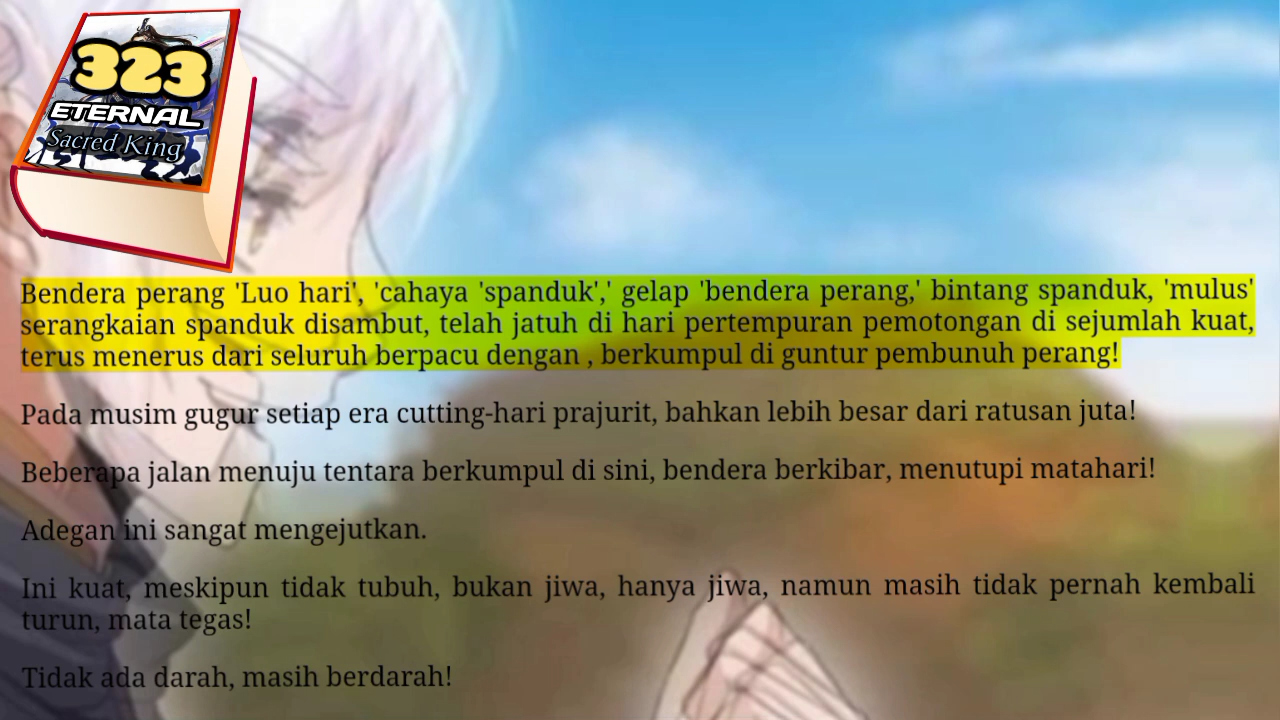 323
ETERNAL
Sacred King
Bendera perang 'Luo hari', 'cahaya 'spanduk',' gelap 'bendera perang,' bintang spanduk, 'mulus'
serangkaian spanduk disambut, telah jatuh di hari pertempuran pemotongan di sejumlah kuat,
terus menerus dari seluruh berpacu dengan , berkumpul di guntur pembunuh perang!
Pada musim gugur setiap era cutting-hari prajurit, bahkan lebih besar dari ratusan juta!
Beberapa jalan menuju tentara berkumpul di sini, bendera berkibar, menutupi matahari!
Adegan ini sangat mengejutkan.
Ini kuat, meskipun tidak tubuh, bukan jiwa, hanya jiwa, namun masih tidak pernah kembali
turun, mata tegas!
Tidak ada darah, masih berdarah!